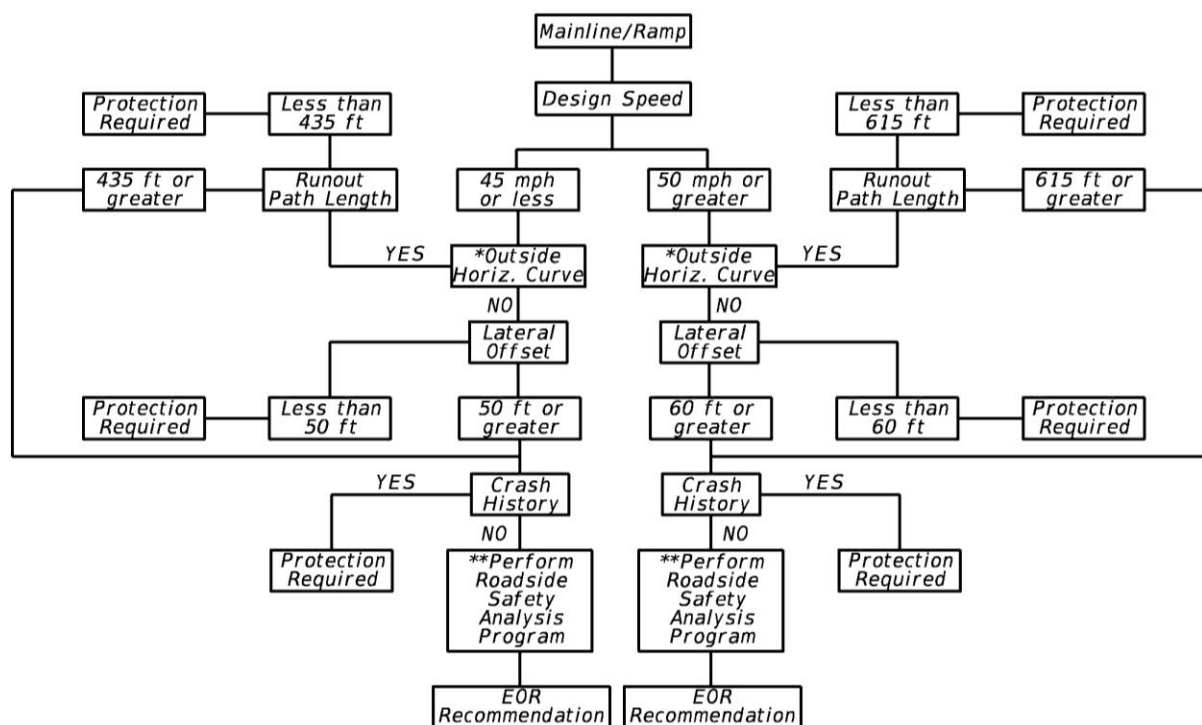 Mainline/Ramp
Design Speed
Protection
Required
Less than
435 ft
Less than
615 ft
Protection
Required
435 ft or
greater
Runout
Path Length
45 mph
or less
50 mph or
greater
Runout
Path Length
615 ft or
greater
YES
*Outside
Horiz. Curve
*Outside
Horiz. Curve
YES
NO
NO
Lateral
Offset
Lateral
Offset
Protection
Required
Less than
50 ft
50 ft or
greater
60 ft or
greater
Less than
60 ft
Protection
Required
YES
Crash
History
Crash
History
YES
NO
NO
Protection
Required
**Perform
Roadside
Safety
Analysis
Program
**Perform
Roadside
Safety
Analysis
Program
Protection
Required
EOR
Recommendation
EOR
Recommendation